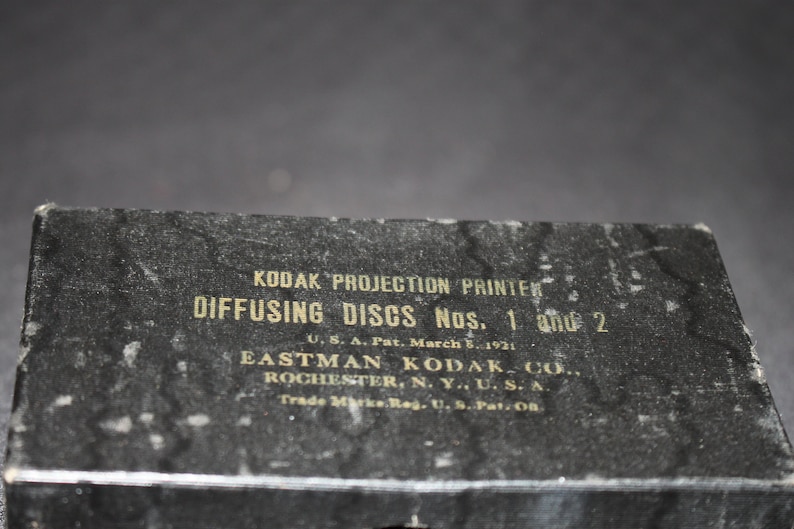 KODAK PROJECTION PRINTER
DIFFUSING DISCS Nos. 1 and 2
U. S. A. Pat. March 8, 1921
EASTMAN KODAK CO.,
ROCHESTER, N. Y., U. S. A.
Trade Marks Reg. U. S. Pat. Off.